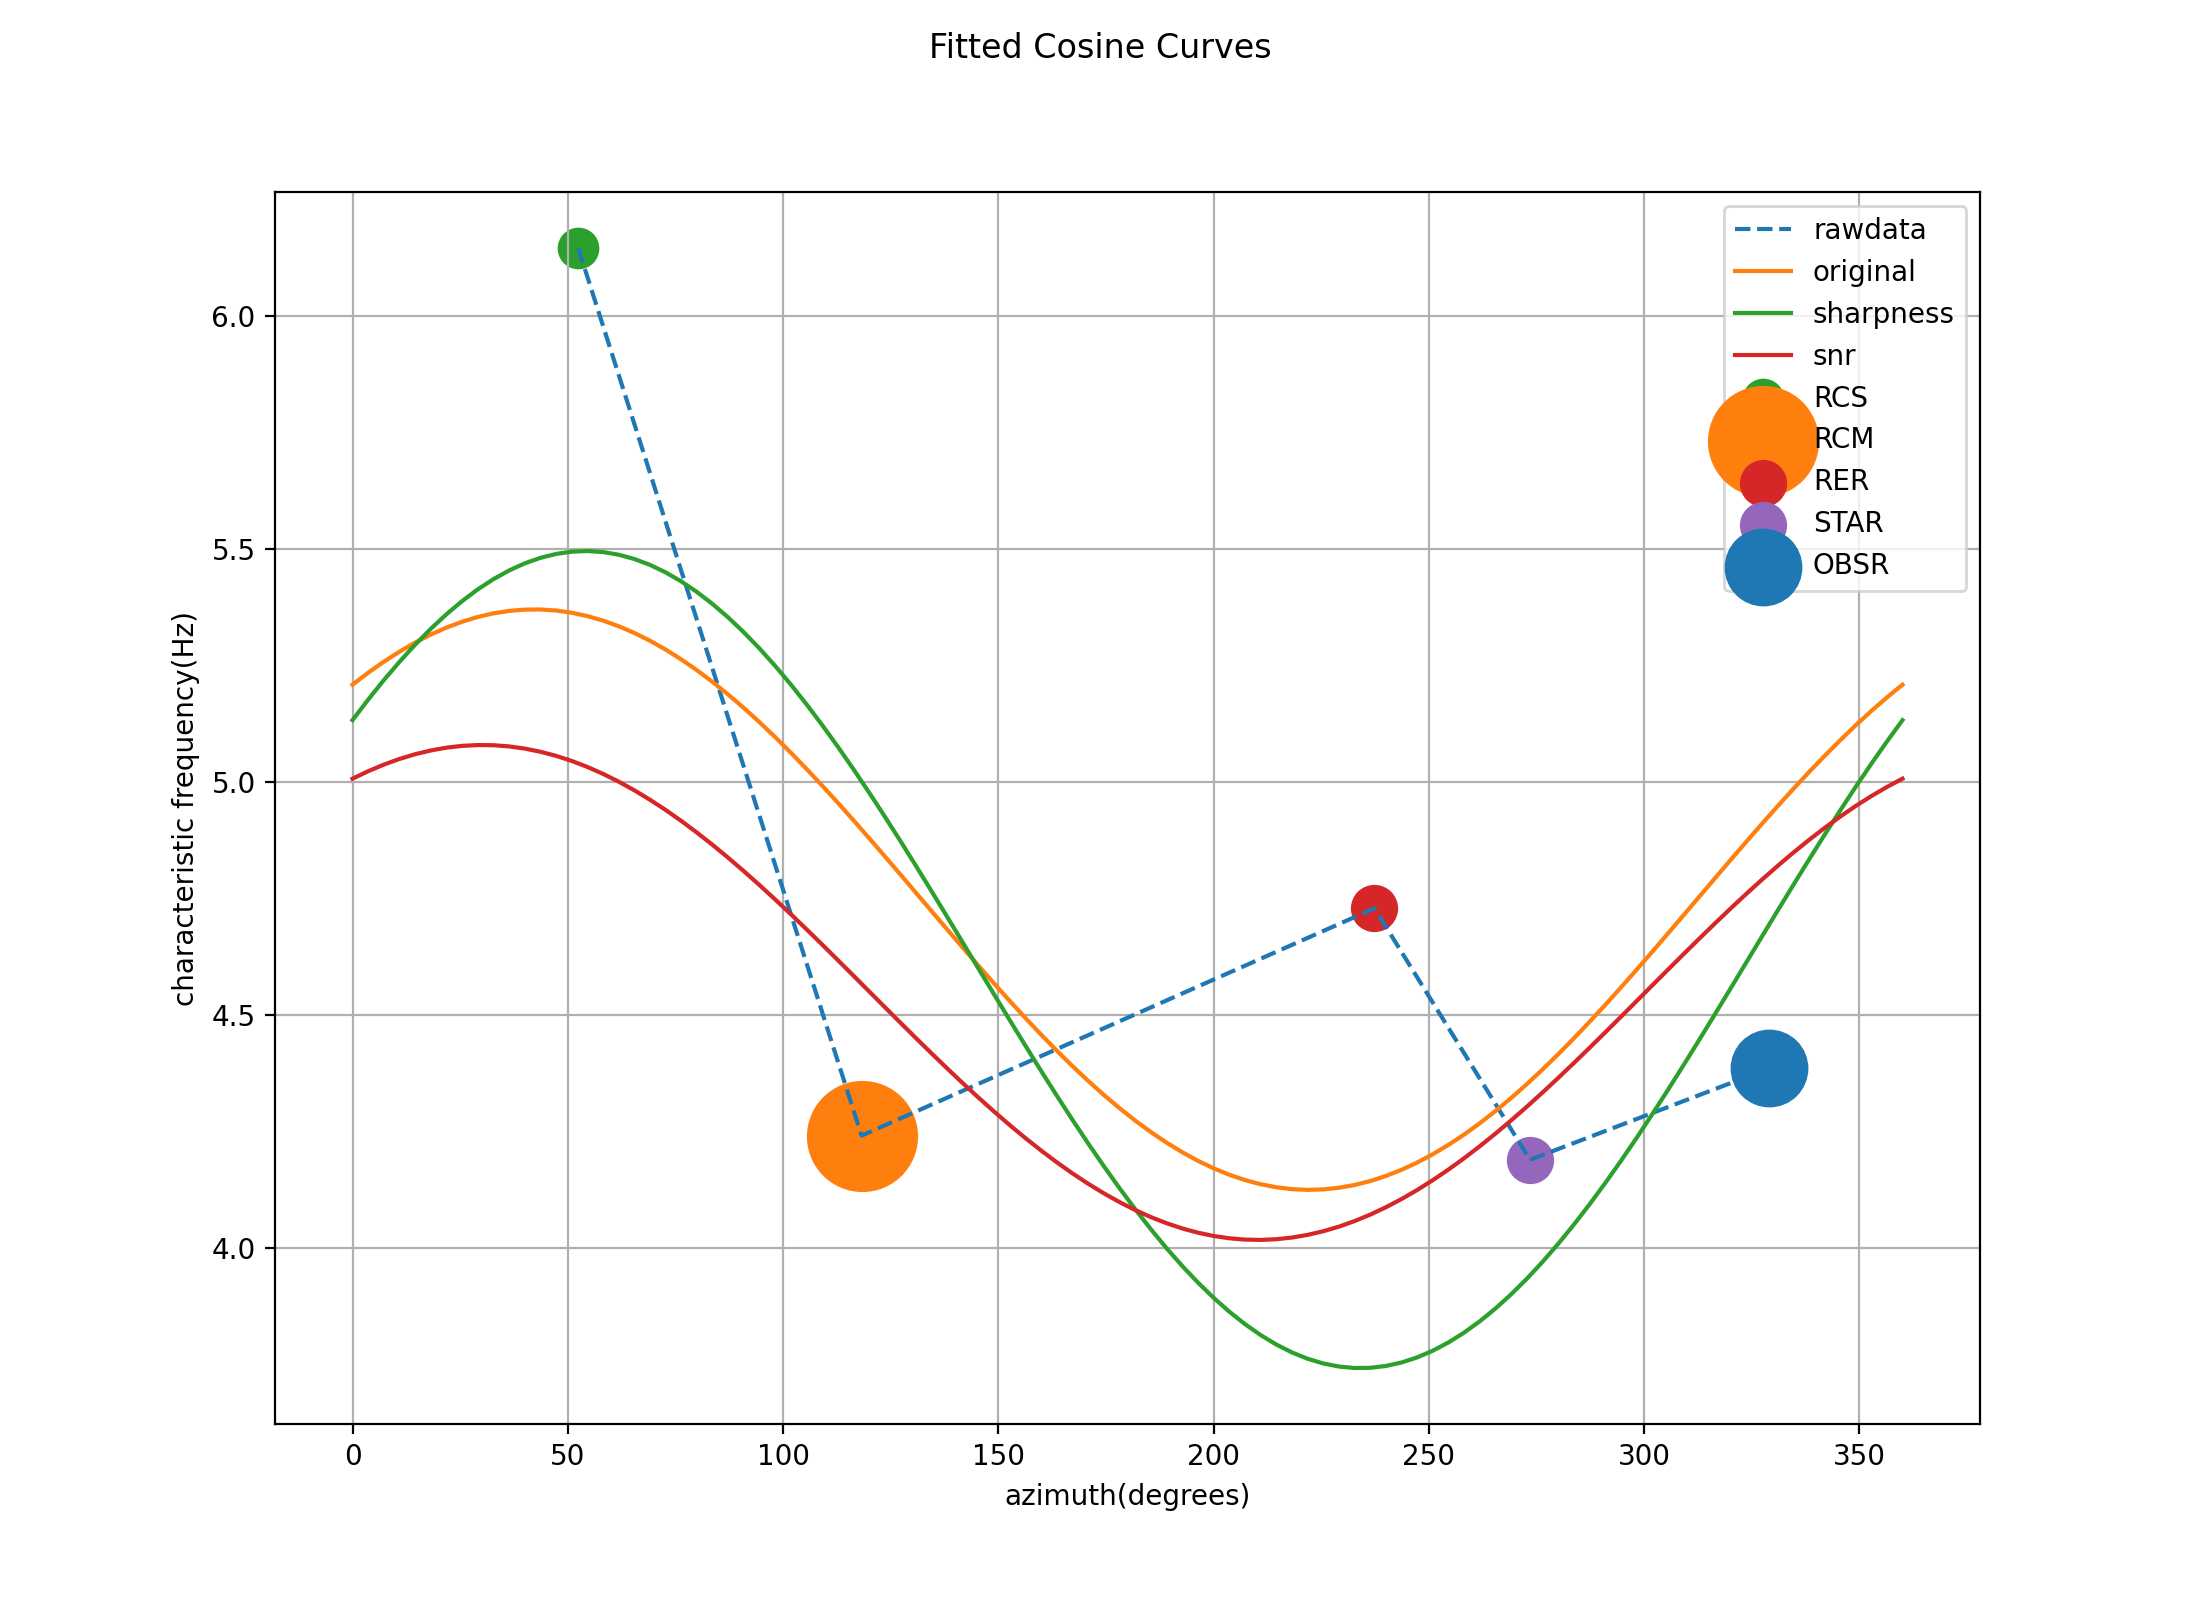 Fitted Cosine Curves
rawdata
original
sharpness
snr
RCS
RCM
RER
STAR
OBSR
characteristic frequency(Hz)
6.0
5.5
5.0
4.5
4.0
0 50 100 150 200 250 300 350
azimuth(degrees)